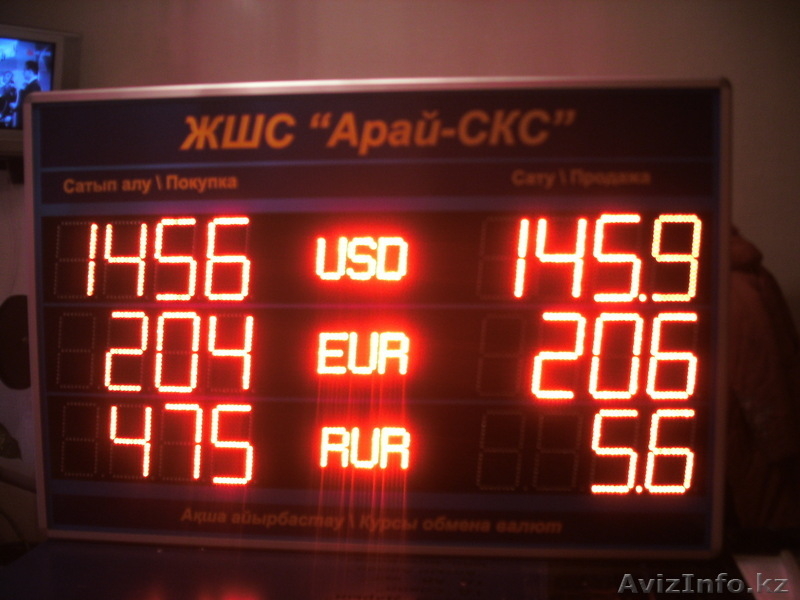 ЖШС “Арай-СКС”
Сатып алу \ Покупка Сату \ Продажа
1456 USD 145.9
204 EUR 206
475 RUR 5.6
Ақша айырбастау \ Курсы обмена валют
AvizInfo.kz